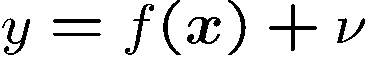 y = f(𝒙) + ν